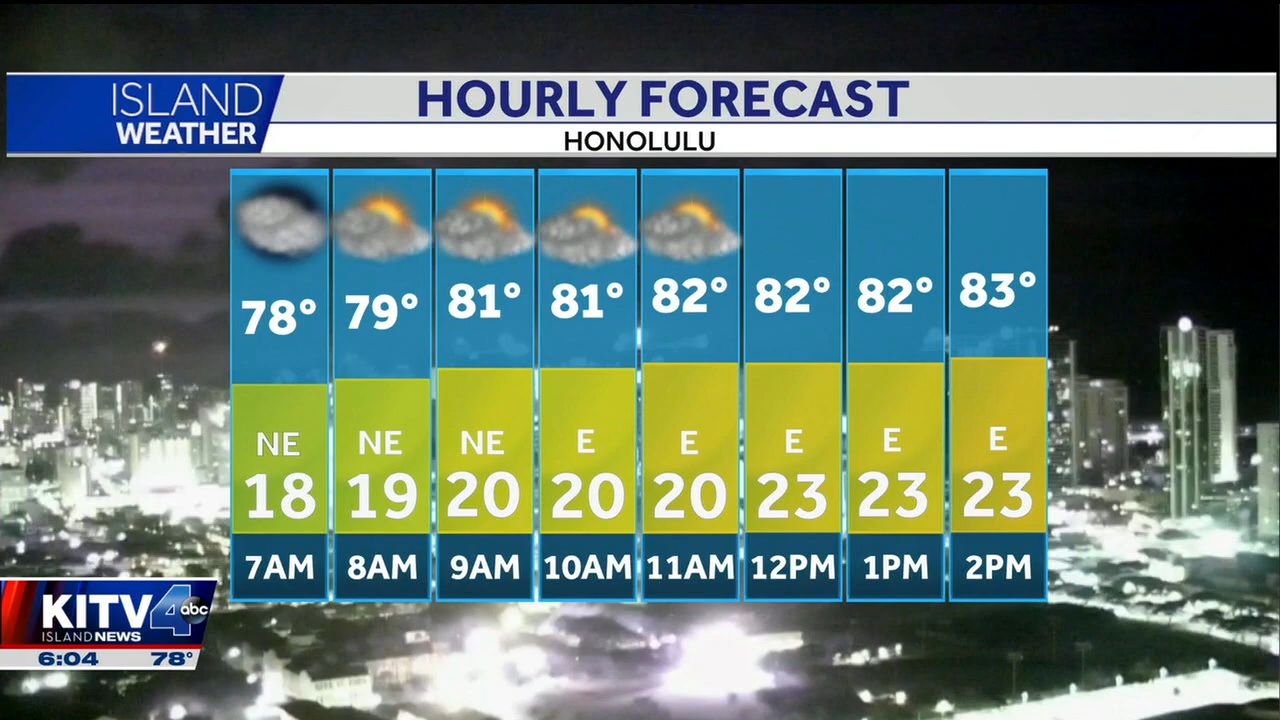 ISLAND
WEATHER
HOURLY FORECAST
HONOLULU
78° 79° 81° 81° 82° 82° 82° 83°
NE NE NE E E E E E
18 19 20 20 20 23 23 23
7AM 8AM 9AM 10AM 11AM 12PM 1PM 2PM
KITV4 abc
ISLAND NEWS
6:04 78°